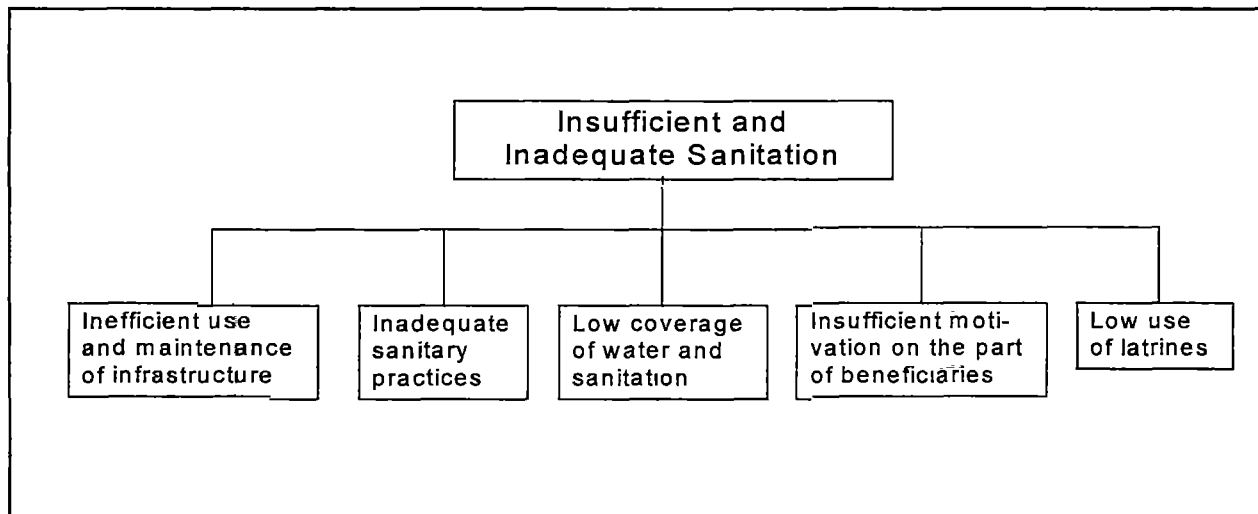 Insufficient and
Inadequate Sanitation
Inefficient use
and maintenance
of infrastructure
Inadequate
sanitary
practices
Low coverage
of water and
sanitation
Insufficient moti-
vation on the part
of beneficiaries
Low use
of latrines